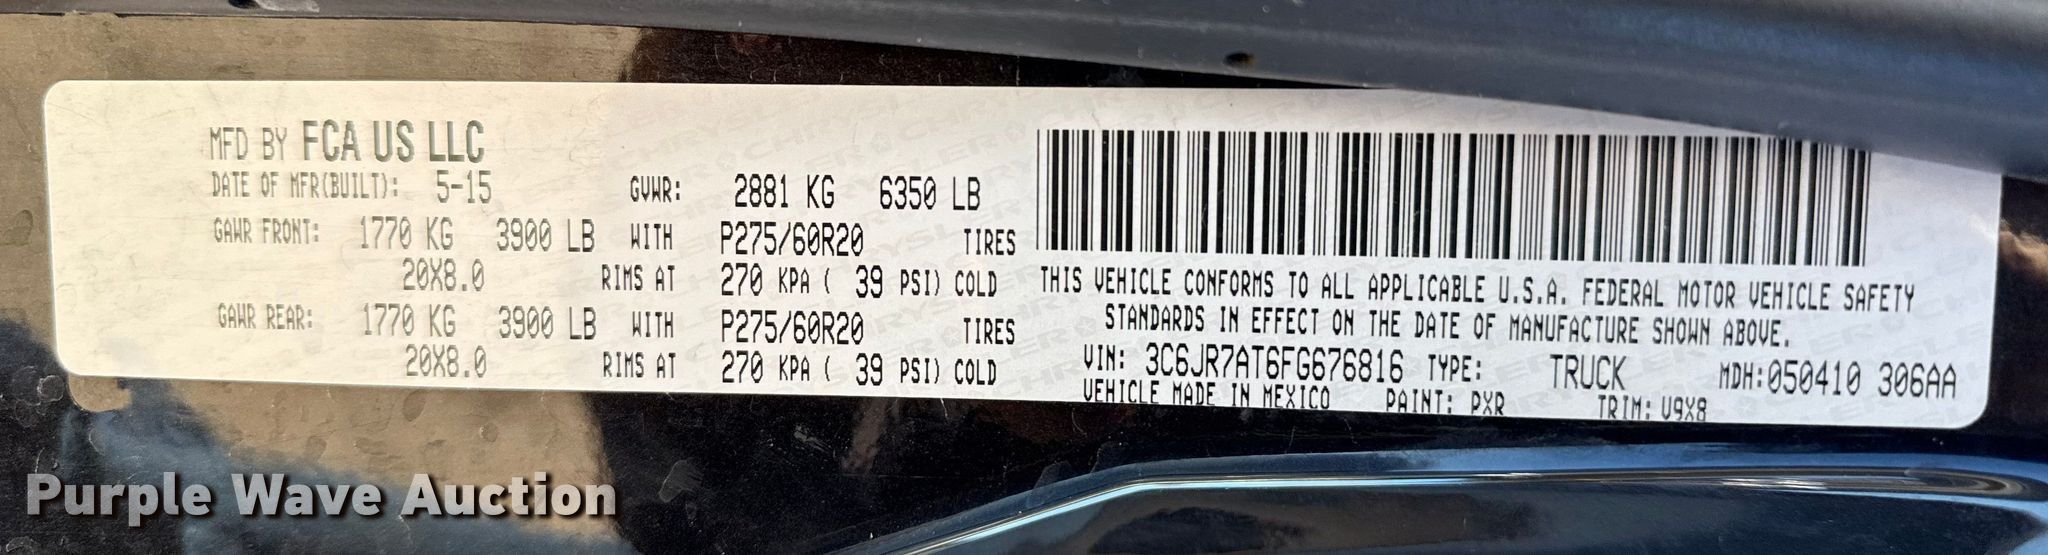 MFD BY FCA US LLC
DATE OF MFR(BUILT): 5-15 GVWR: 2881 KG 6350 LB
GAWR FRONT: 1770 KG 3900 LB WITH P275/60R20 TIRES
20X8.0 RIMS AT 270 KPA ( 39 PSI) COLD
GAWR REAR: 1770 KG 3900 LB WITH P275/60R20 TIRES
20X8.0 RIMS AT 270 KPA ( 39 PSI) COLD
THIS VEHICLE CONFORMS TO ALL APPLICABLE U.S.A. FEDERAL MOTOR VEHICLE SAFETY
STANDARDS IN EFFECT ON THE DATE OF MANUFACTURE SHOWN ABOVE.
VIN: 3C6JR7AT6FG676816 TYPE: TRUCK MDH:050410 306AA
VEHICLE MADE IN MEXICO PAINT: PXR TRIM: V9X8
Purple Wave Auction